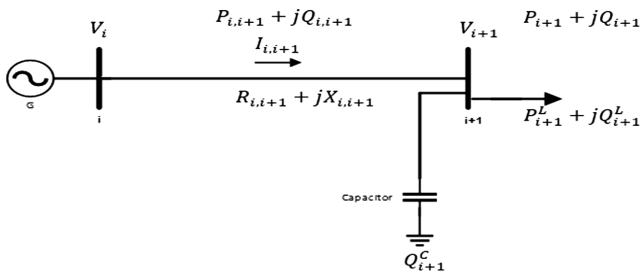 P_{i,i+1} + jQ_{i,i+1}
P_{i+1} + jQ_{i+1}
V_i
I_{i,i+1}
V_{i+1}
R_{i,i+1} + jX_{i,i+1}
G
i
i+1
P^L_{i+1} + jQ^L_{i+1}
Capacitor
Q^C_{i+1}